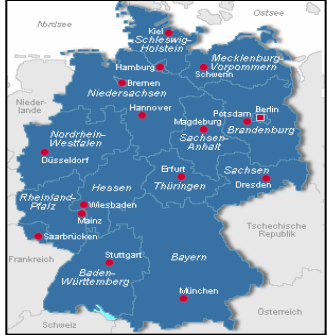 Nordsee
Ostsee
Kiel
Schleswig-
Holstein
Mecklenburg-
Vorpommern
Hamburg
Schwerin
Bremen
Niedersachsen
Nieder-
lande
Hannover
Potsdam
Berlin
Magdeburg
Brandenburg
Sachsen-
Anhalt
Nordrhein-
Westfalen
Düsseldorf
Erfurt
Thüringen
Sachsen
Dresden
Hessen
Rheinland-
Pfalz
Wiesbaden
Mainz
Saarbrücken
Tschechische
Republik
Frankreich
Stuttgart
Bayern
Baden-
Württemberg
München
Schweiz
Österreich